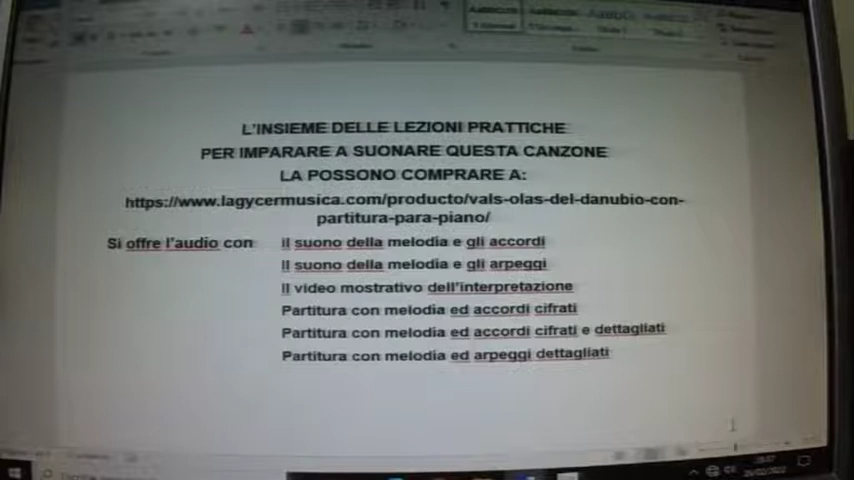 L'INSIEME DELLE LEZIONI PRATTICHE
PER IMPARARE A SUONARE QUESTA CANZONE
LA POSSONO COMPRARE A:
https://www.lagycermusica.com/producto/vals-olas-del-danubio-con-
partitura-para-piano/
Si offre l'audio con il suono della melodia e gli accordi
Il suono della melodia e gli arpeggi
Il video mostrativo dell'interpretazione
Partitura con melodia ed accordi cifrati
Partitura con melodia ed accordi cifrati e dettagliati
Partitura con melodia ed arpeggi dettagliati